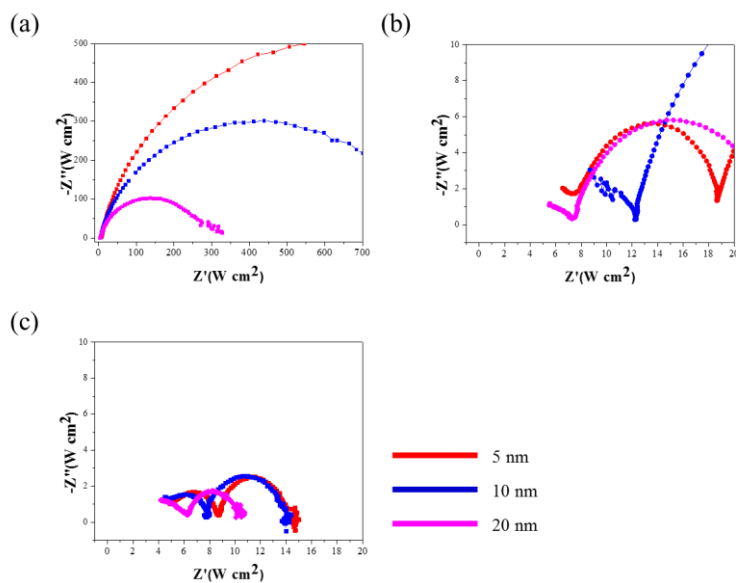 (a)
500
400
300
200
100
0
-Z"(W cm²)
0 100 200 300 400 500 600 700
Z'(W cm²)
(b)
10
8
6
4
2
0
-Z"(W cm²)
0 2 4 6 8 10 12 14 16 18 20
Z'(W cm²)
(c)
10
8
6
4
2
0
-Z"(W cm²)
0 2 4 6 8 10 12 14 16 18 20
Z'(W cm²)
5 nm
10 nm
20 nm